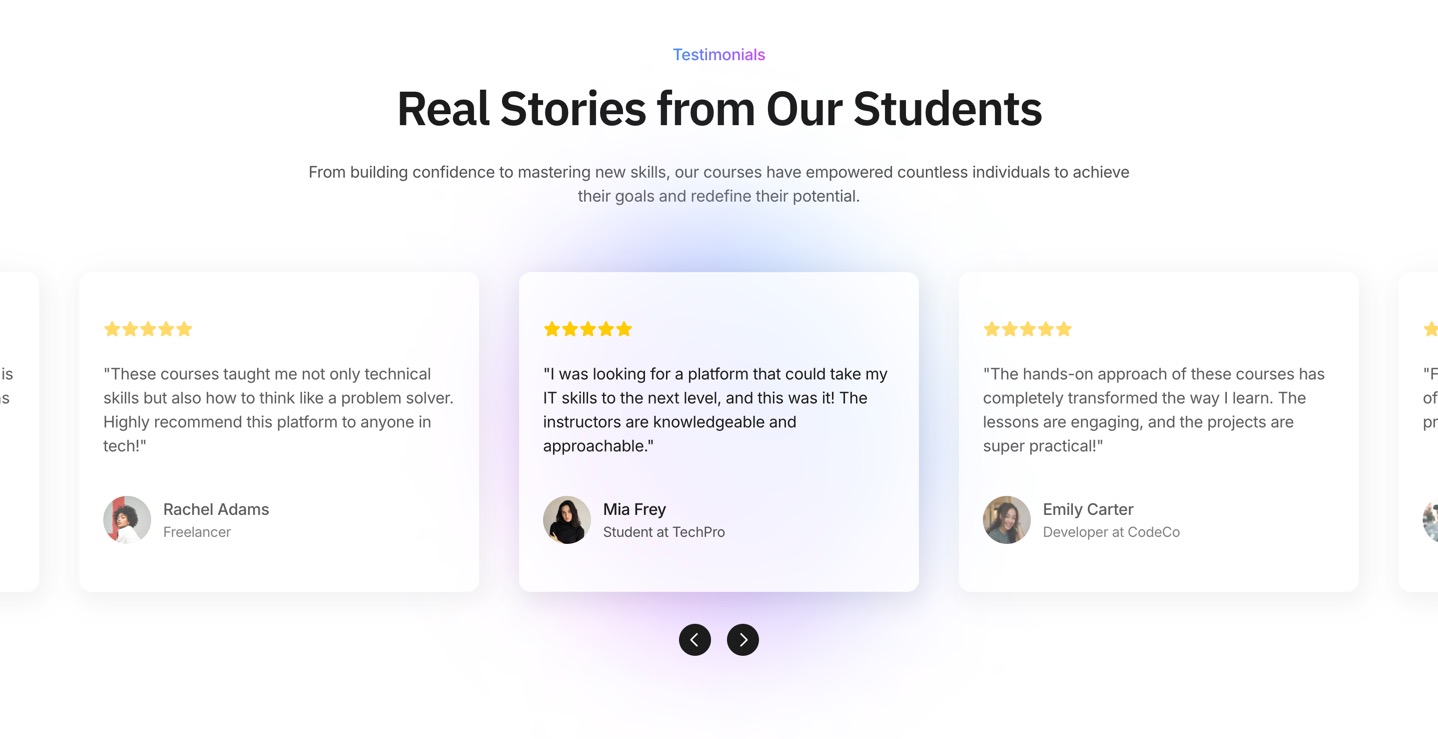 Testimonials
Real Stories from Our Students
From building confidence to mastering new skills, our courses have empowered countless individuals to achieve
their goals and redefine their potential.
is
"These courses taught me not only technical
skills but also how to think like a problem solver.
Highly recommend this platform to anyone in
tech!"
Rachel Adams
Freelancer
"I was looking for a platform that could take my
IT skills to the next level, and this was it! The
instructors are knowledgeable and
approachable."
Mia Frey
Student at TechPro
"The hands-on approach of these courses has
completely transformed the way I learn. The
lessons are engaging, and the projects are
super practical!"
Emily Carter
Developer at CodeCo